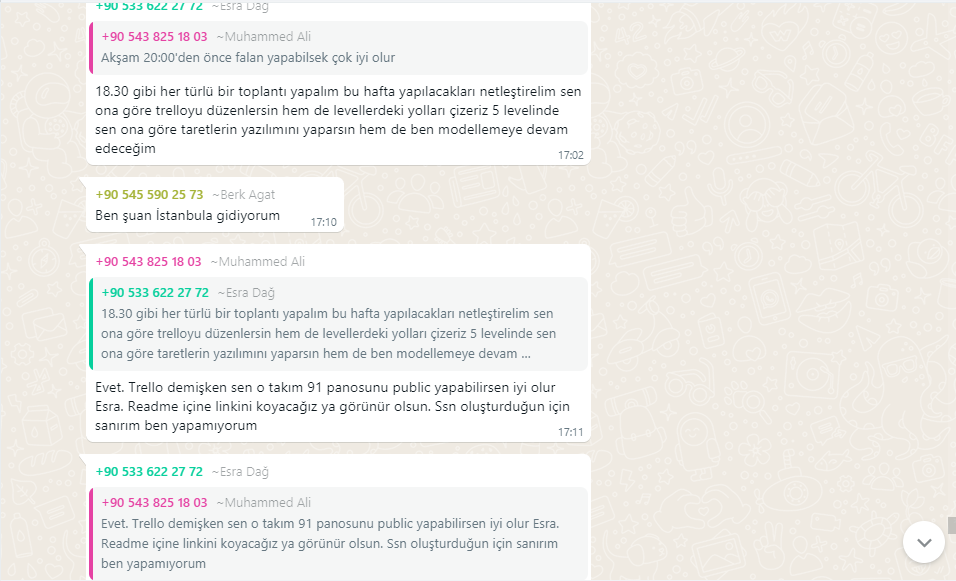 +90 533 622 27 72 ~Esra Dağ
+90 543 825 18 03 ~Muhammed Ali
Akşam 20:00'den önce falan yapabilsek çok iyi olur
18.30 gibi her türlü bir toplantı yapalım bu hafta yapılacakları netleştirelim sen
ona göre trelloyu düzenlersin hem de levellerdeki yolları çizeriz 5 levelinde
sen ona göre taretlerin yazılımını yaparsın hem de ben modellemeye devam
edeceğim
17:02
+90 545 590 25 73 ~Berk Agat
Ben şuan İstanbula gidiyorum
17:10
+90 543 825 18 03 ~Muhammed Ali
+90 533 622 27 72 ~Esra Dağ
18.30 gibi her türlü bir toplantı yapalım bu hafta yapılacakları netleştirelim sen
ona göre trelloyu düzenlersin hem de levellerdeki yolları çizeriz 5 levelinde sen
ona göre taretlerin yazılımını yaparsın hem de ben modellemeye devam ...
Evet. Trello demişken sen o takım 91 panosunu public yapabilirsen iyi olur
Esra. Readme içine linkini koyacağız ya görünür olsun. Ssn oluşturduğun için
sanırım ben yapamıyorum
17:11
+90 533 622 27 72 ~Esra Dağ
+90 543 825 18 03 ~Muhammed Ali
Evet. Trello demişken sen o takım 91 panosunu public yapabilirsen iyi olur Esra.
Readme içine linkini koyacağız ya görünür olsun. Ssn oluşturduğun için sanırım
ben yapamıyorum